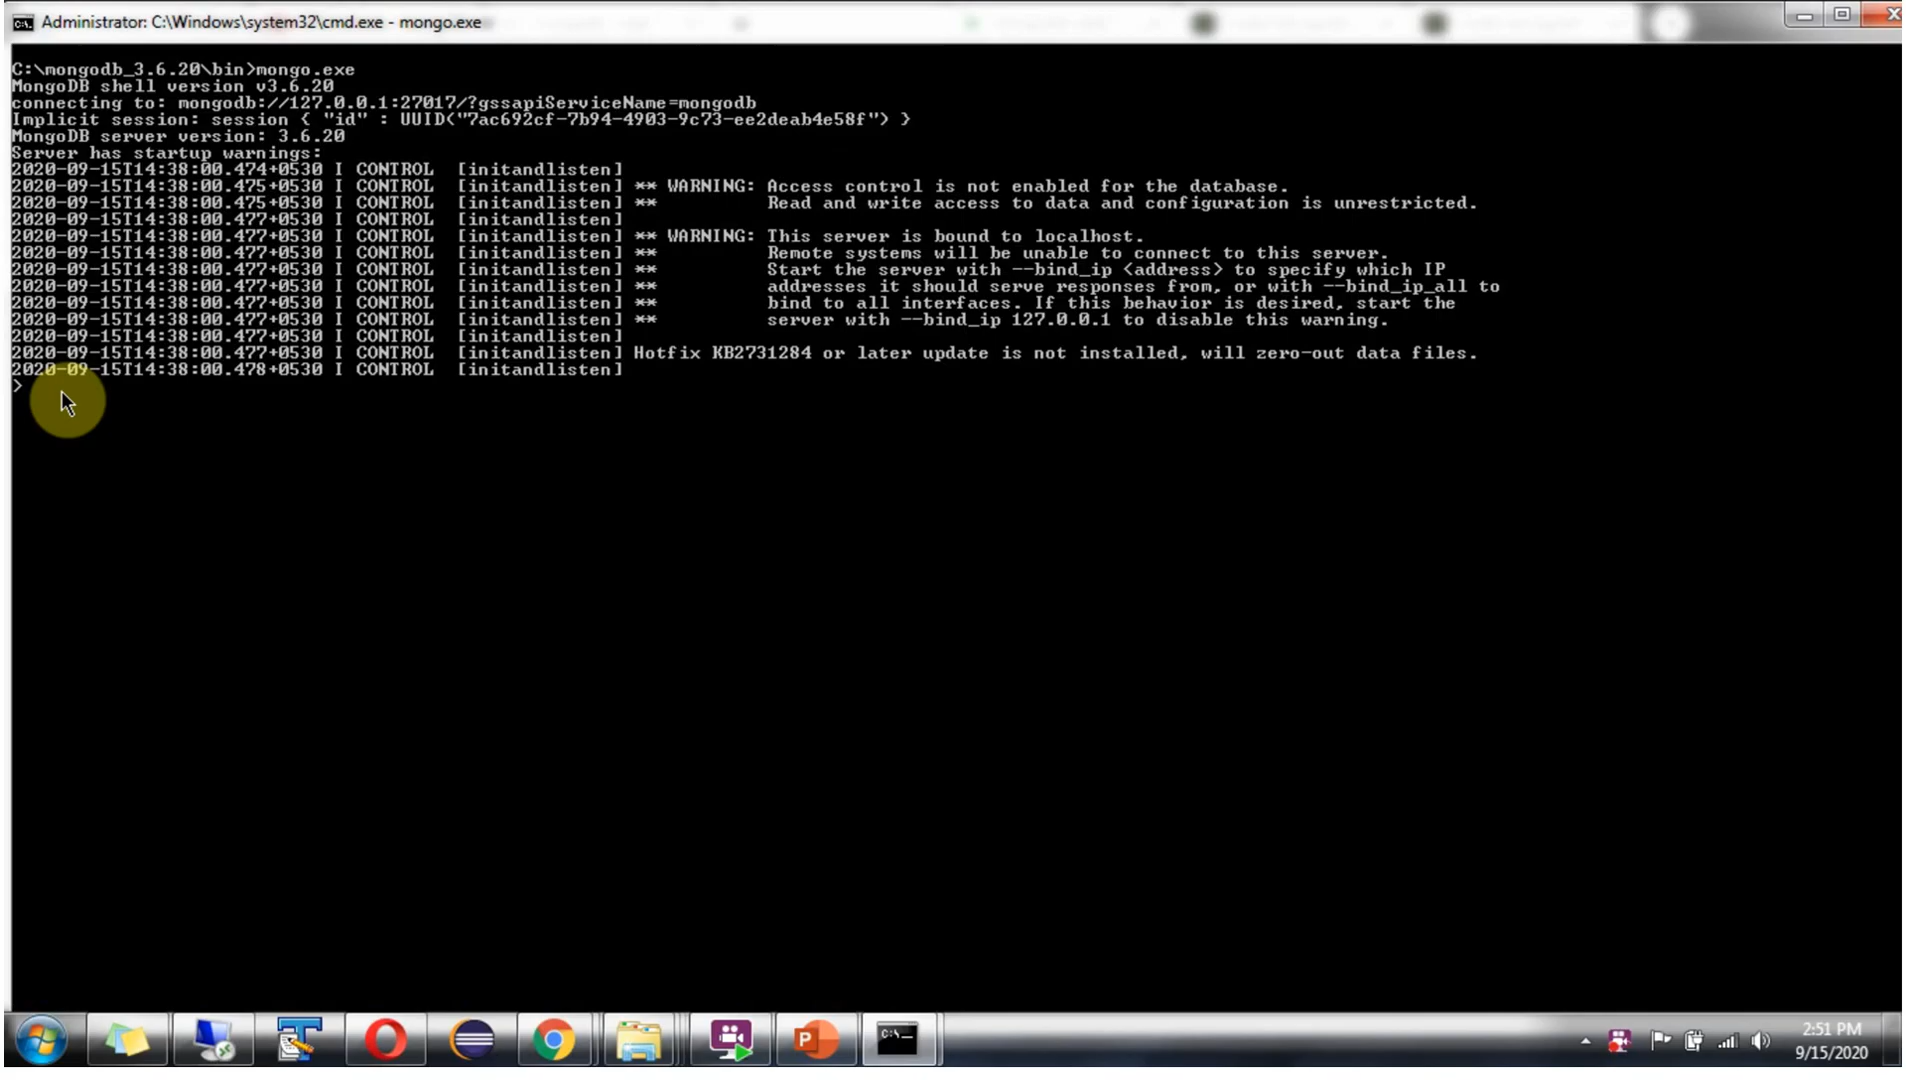 Administrator: C:\Windows\system32\cmd.exe - mongo.exe
C:\mongodb_3.6.20\bin>mongo.exe
MongoDB shell version v3.6.20
connecting to: mongodb://127.0.0.1:27017/?gssapiServiceName=mongodb
Implicit session: session { "id" : UUID("7ac692cf-7b94-4903-9c73-ee2deab4e58f") }
MongoDB server version: 3.6.20
Server has startup warnings:
2020-09-15T14:38:00.474+0530 I CONTROL  [initandlisten]
2020-09-15T14:38:00.475+0530 I CONTROL  [initandlisten] ** WARNING: Access control is not enabled for the database.
2020-09-15T14:38:00.475+0530 I CONTROL  [initandlisten] **          Read and write access to data and configuration is unrestricted.
2020-09-15T14:38:00.477+0530 I CONTROL  [initandlisten]
2020-09-15T14:38:00.477+0530 I CONTROL  [initandlisten] ** WARNING: This server is bound to localhost.
2020-09-15T14:38:00.477+0530 I CONTROL  [initandlisten] **          Remote systems will be unable to connect to this server.
2020-09-15T14:38:00.477+0530 I CONTROL  [initandlisten] **          Start the server with --bind_ip <address> to specify which IP
2020-09-15T14:38:00.477+0530 I CONTROL  [initandlisten] **          addresses it should serve responses from, or with --bind_ip_all to
2020-09-15T14:38:00.477+0530 I CONTROL  [initandlisten] **          bind to all interfaces. If this behavior is desired, start the
2020-09-15T14:38:00.477+0530 I CONTROL  [initandlisten] **          server with --bind_ip 127.0.0.1 to disable this warning.
2020-09-15T14:38:00.477+0530 I CONTROL  [initandlisten]
2020-09-15T14:38:00.477+0530 I CONTROL  [initandlisten] Hotfix KB2731284 or later update is not installed, will zero-out data files.
2020-09-15T14:38:00.478+0530 I CONTROL  [initandlisten]
>
2:51 PM
9/15/2020